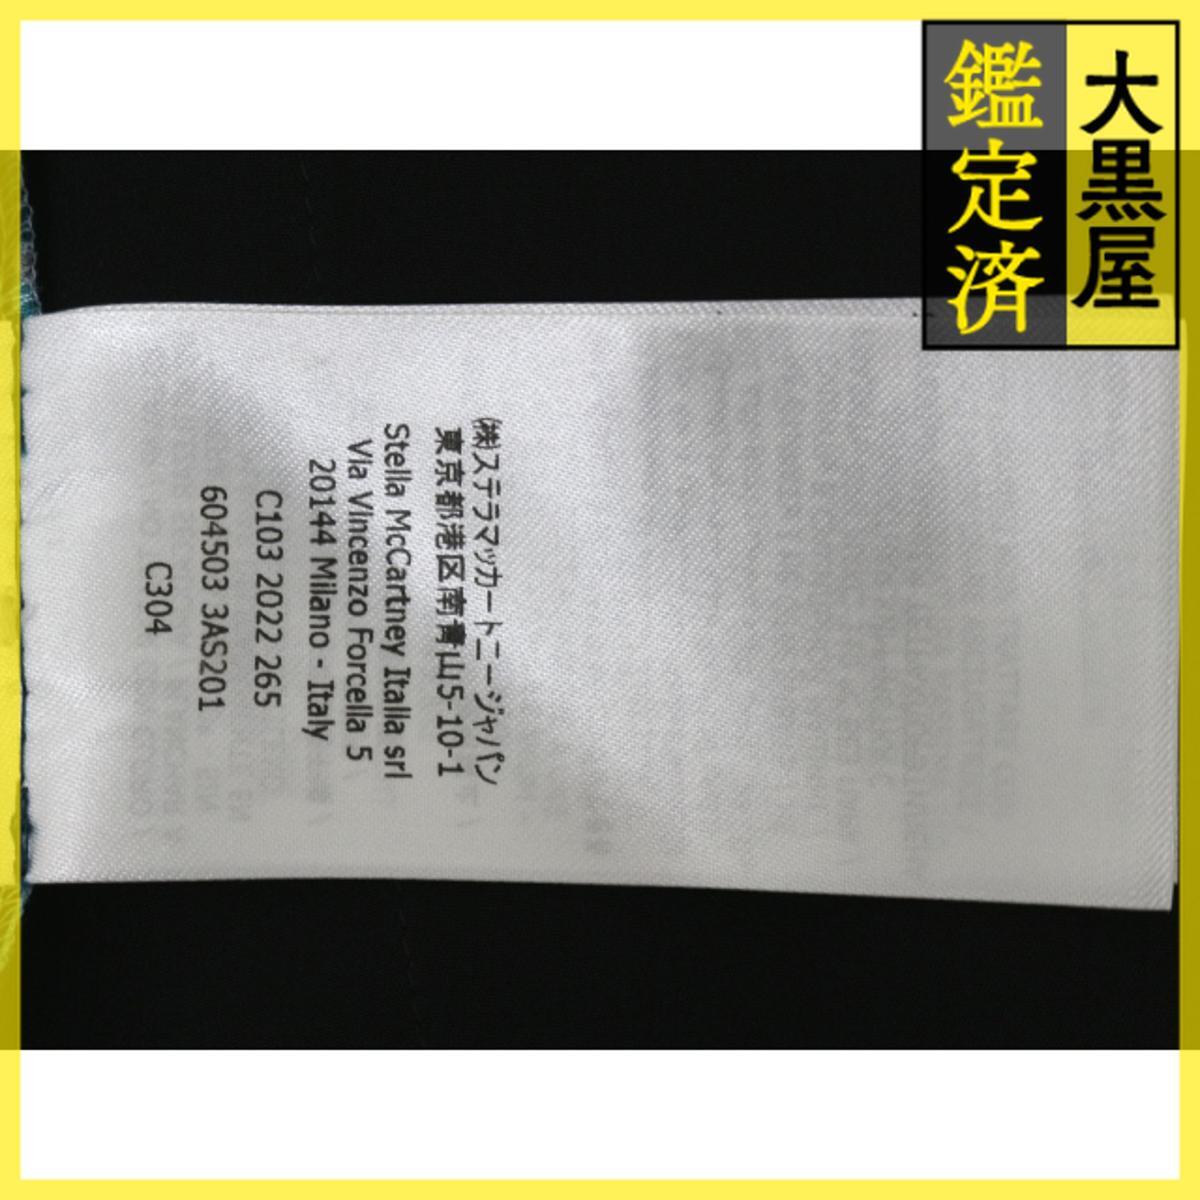 大黒屋
鑑定済
㈱ステラマッカートニージャパン
東京都港区南青山5-10-1
Stella McCartney Italia srl
Via Vincenzo Forcella 5
20144 Milano - Italy
C103 2022 265
604503 3AS201
C304